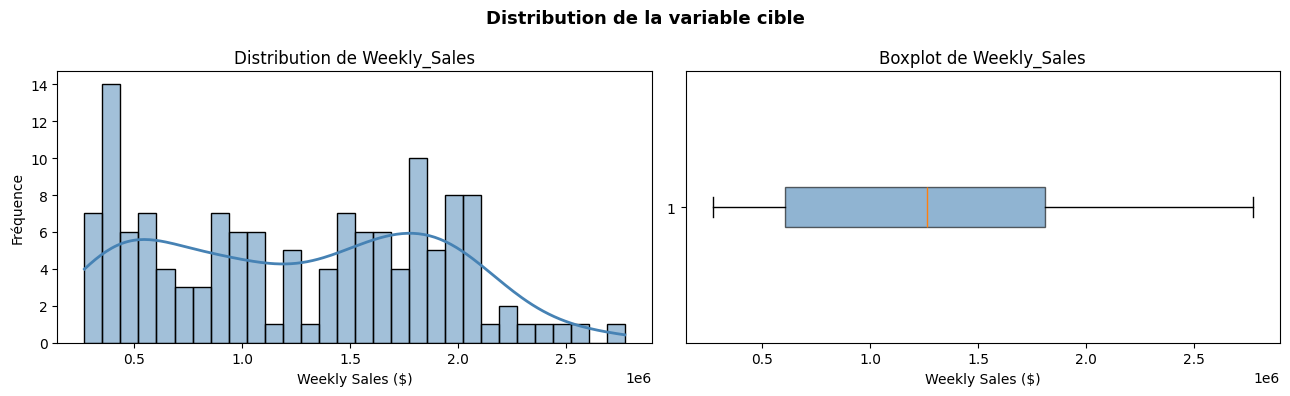 Distribution de la variable cible
Distribution de Weekly_Sales
14
12
10
8
6
4
2
0
Fréquence
0.5 1.0 1.5 2.0 2.5
1e6
Weekly Sales ($)
Boxplot de Weekly_Sales
1
0.5 1.0 1.5 2.0 2.5
1e6
Weekly Sales ($)